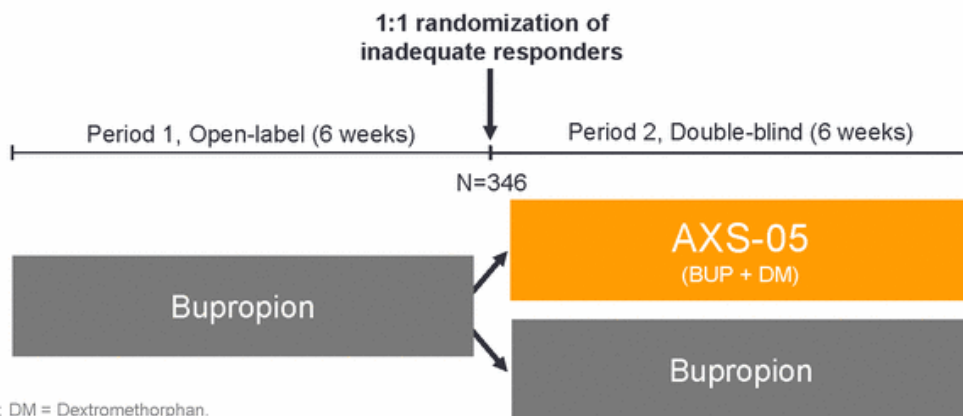 1:1 randomization of
inadequate responders
Period 1, Open-label (6 weeks)
Period 2, Double-blind (6 weeks)
N=346
AXS-05
(BUP + DM)
Bupropion
Bupropion
; DM = Dextromethorphan.